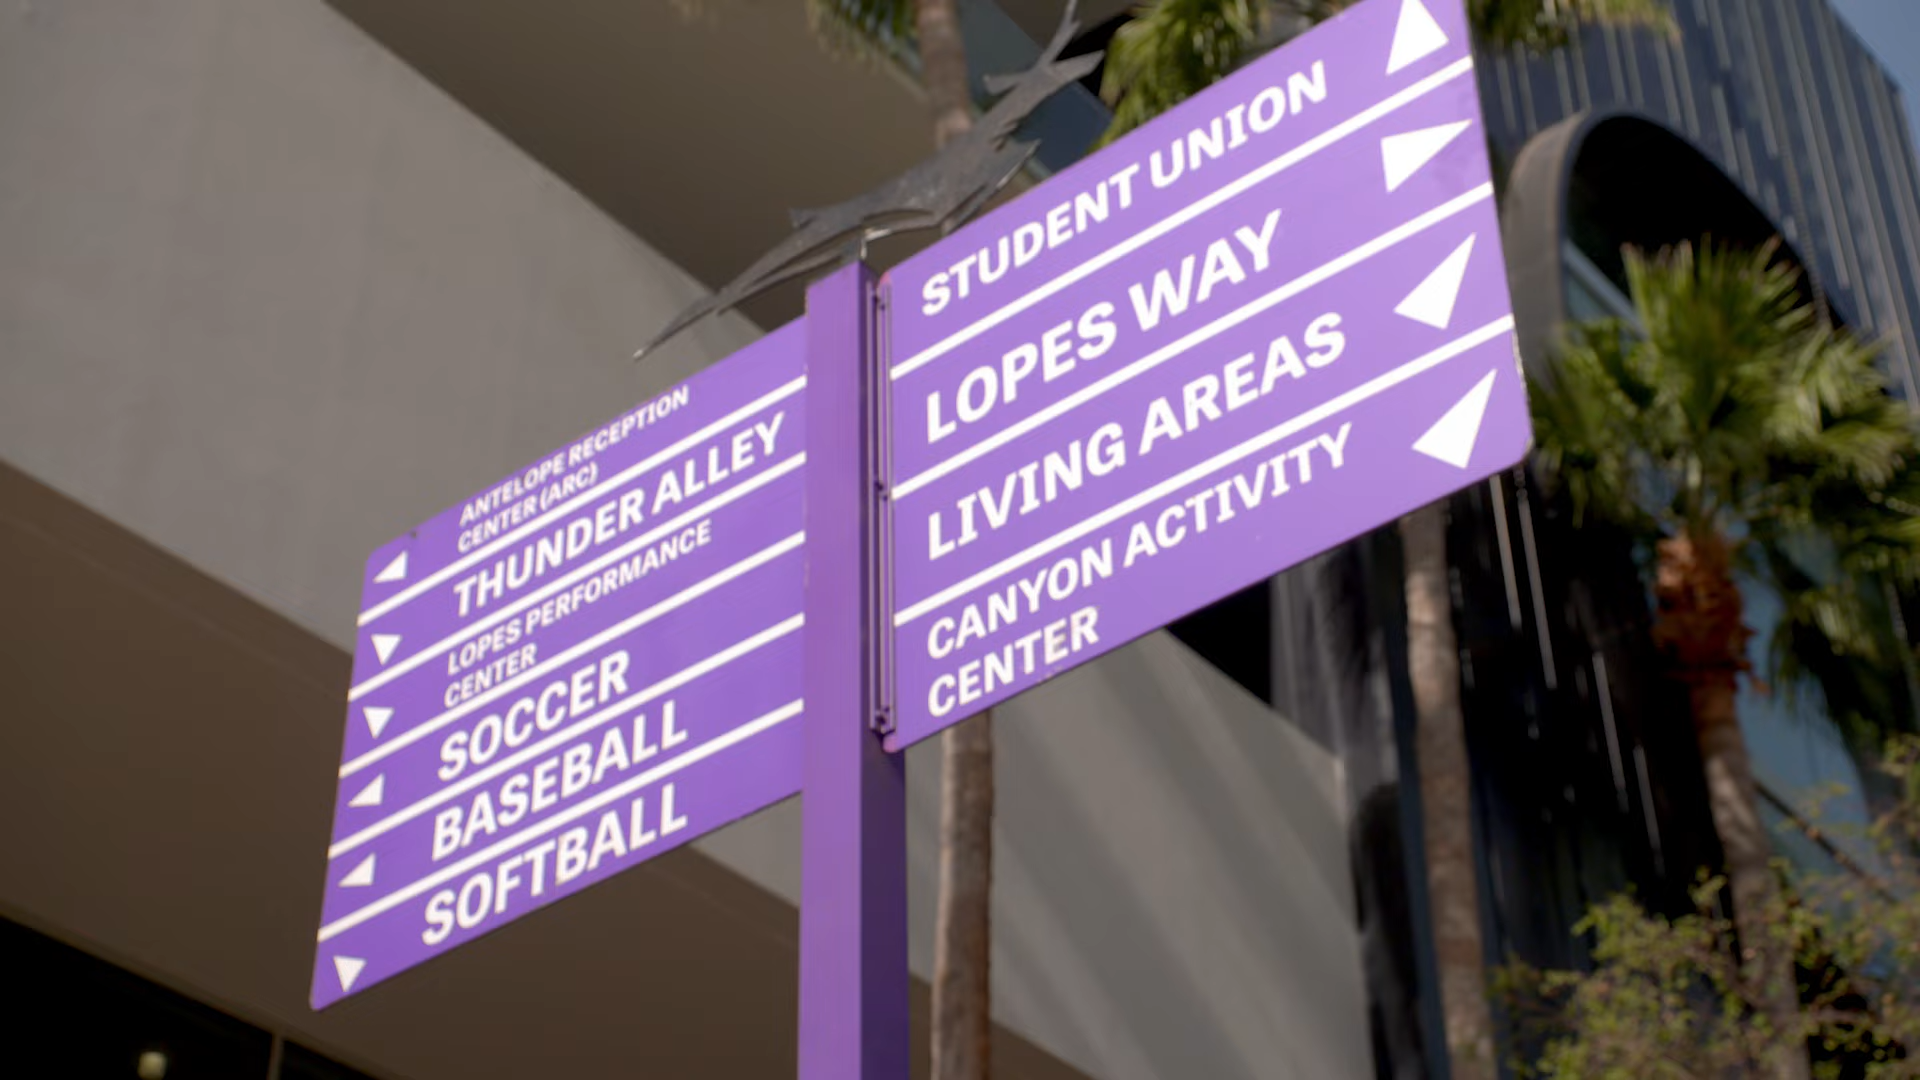 ANTELOPE RECEPTION
CENTER (ARC)
THUNDER ALLEY
LOPES PERFORMANCE
CENTER
SOCCER
BASEBALL
SOFTBALL
STUDENT UNION
LOPES WAY
LIVING AREAS
CANYON ACTIVITY
CENTER